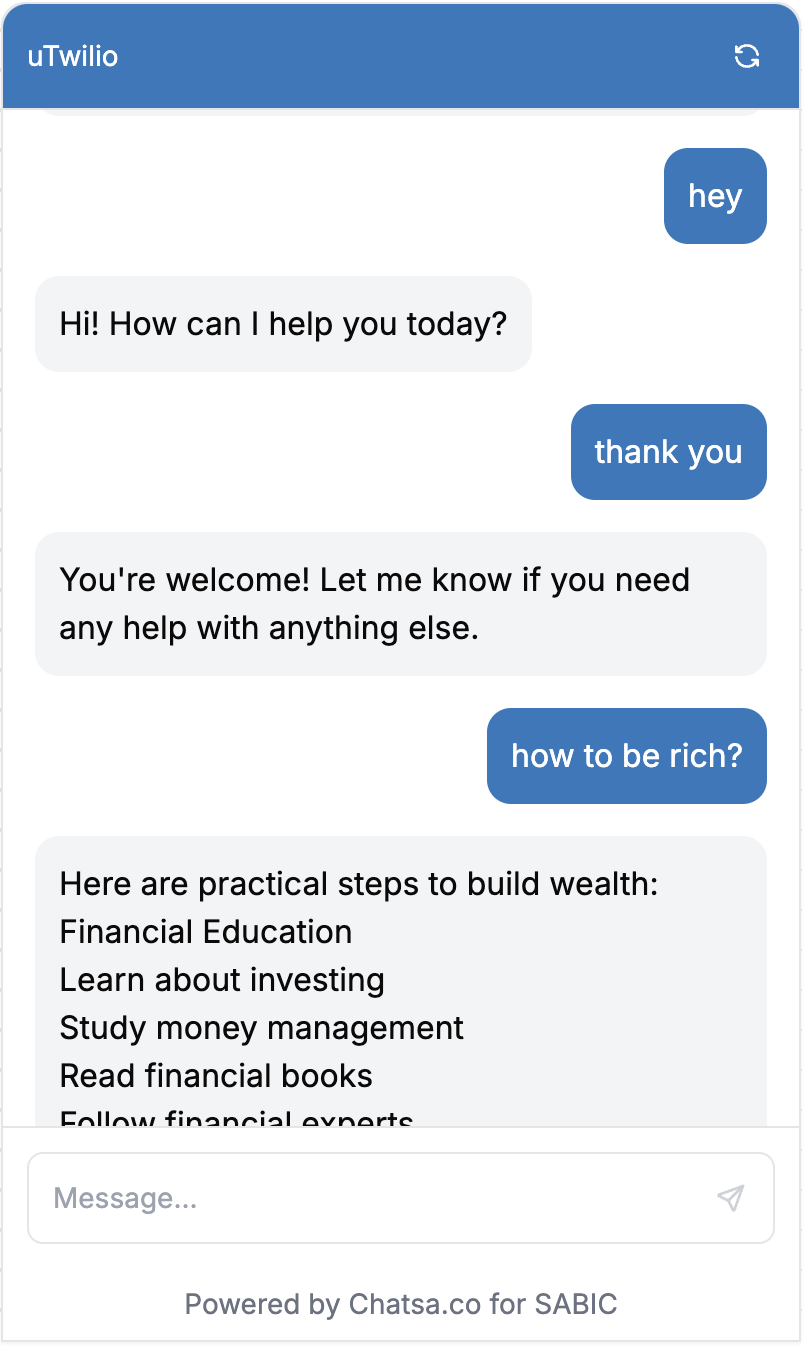 uTwilio
hey
Hi! How can I help you today?
thank you
You're welcome! Let me know if you need
any help with anything else.
how to be rich?
Here are practical steps to build wealth:
Financial Education
Learn about investing
Study money management
Read financial books
Follow financial experts
Message...
Powered by Chatsa.co for SABIC